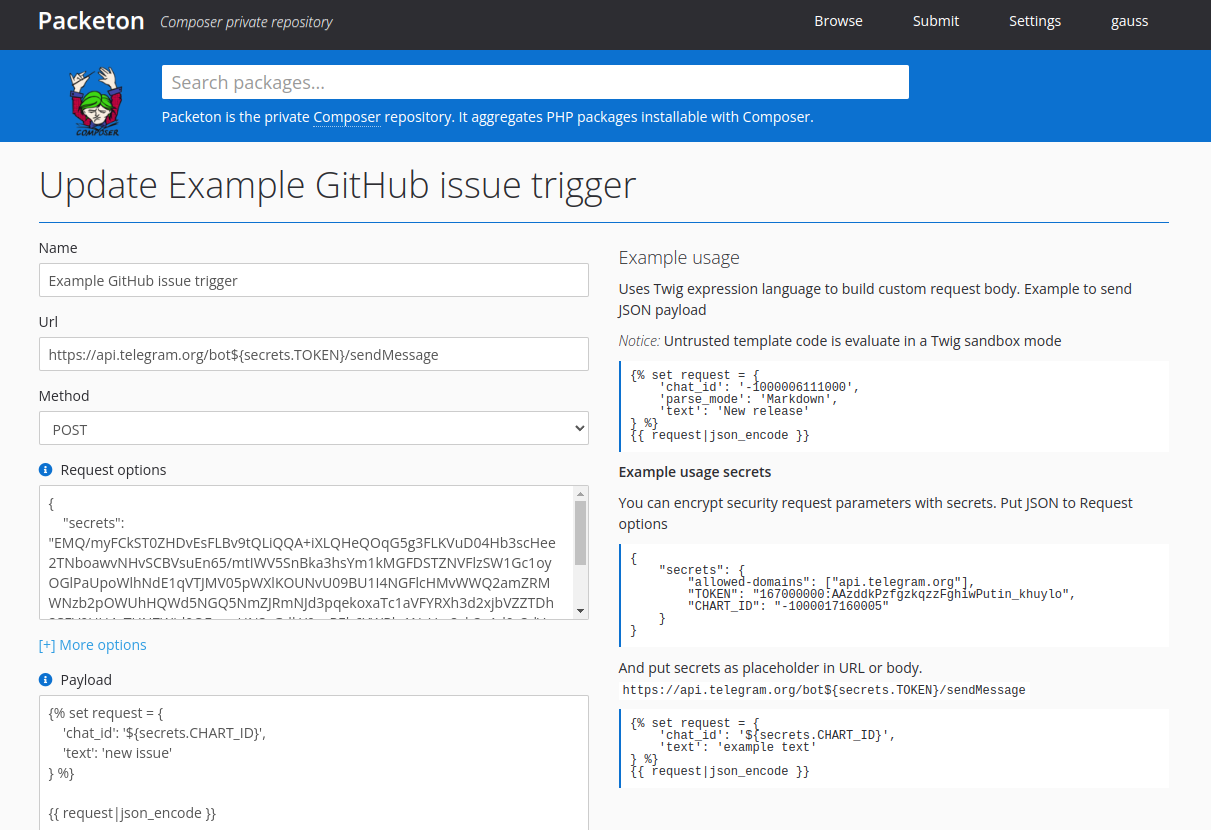 Packeton Composer private repository Browse Submit Settings gauss
Search packages...
COMPOSER
Packeton is the private Composer repository. It aggregates PHP packages installable with Composer.
Update Example GitHub issue trigger
Name
Example GitHub issue trigger
Url
https://api.telegram.org/bot${secrets.TOKEN}/sendMessage
Method
POST
Request options
{
"secrets":
"EMQ/myFCkST0ZHDvEsFLBv9tQLiQQA+iXLQHeQOqG5g3FLKVuD04Hb3scHee
2TNboawvNHvSCBVsuEn65/mtIWV5SnBka3hsYm1kMGFDSTZNVFlzSW1Gc1oy
OGlPaUpoWlhNdE1qVTJMV05pWXlKOUNvU09BU1I4NGFlcHMvWWQ2amZRM
WNzb2pOWUhHQWd5NGQ5NmZJRmNJd3pqekoxaTc1aVFYRXh3d2xjbVZZTDh
[+] More options
Payload
{% set request = {
'chat_id': '${secrets.CHART_ID}',
'text': 'new issue'
} %}
{{ request|json_encode }}
Example usage
Uses Twig expression language to build custom request body. Example to send
JSON payload
Notice: Untrusted template code is evaluate in a Twig sandbox mode
{% set request = {
'chat_id': '-1000006111000',
'parse_mode': 'Markdown',
'text': 'New release'
} %}
{{ request|json_encode }}
Example usage secrets
You can encrypt security request parameters with secrets. Put JSON to Request
options
{
"secrets": {
"allowed-domains": ["api.telegram.org"],
"TOKEN": "167000000:AAzddkPzfgzkqzzFghiwPutin_khuylo",
"CHART_ID": "-1000017160005"
}
}
And put secrets as placeholder in URL or body.
https://api.telegram.org/bot${secrets.TOKEN}/sendMessage
{% set request = {
'chat_id': '${secrets.CHART_ID}',
'text': 'example text'
} %}
{{ request|json_encode }}